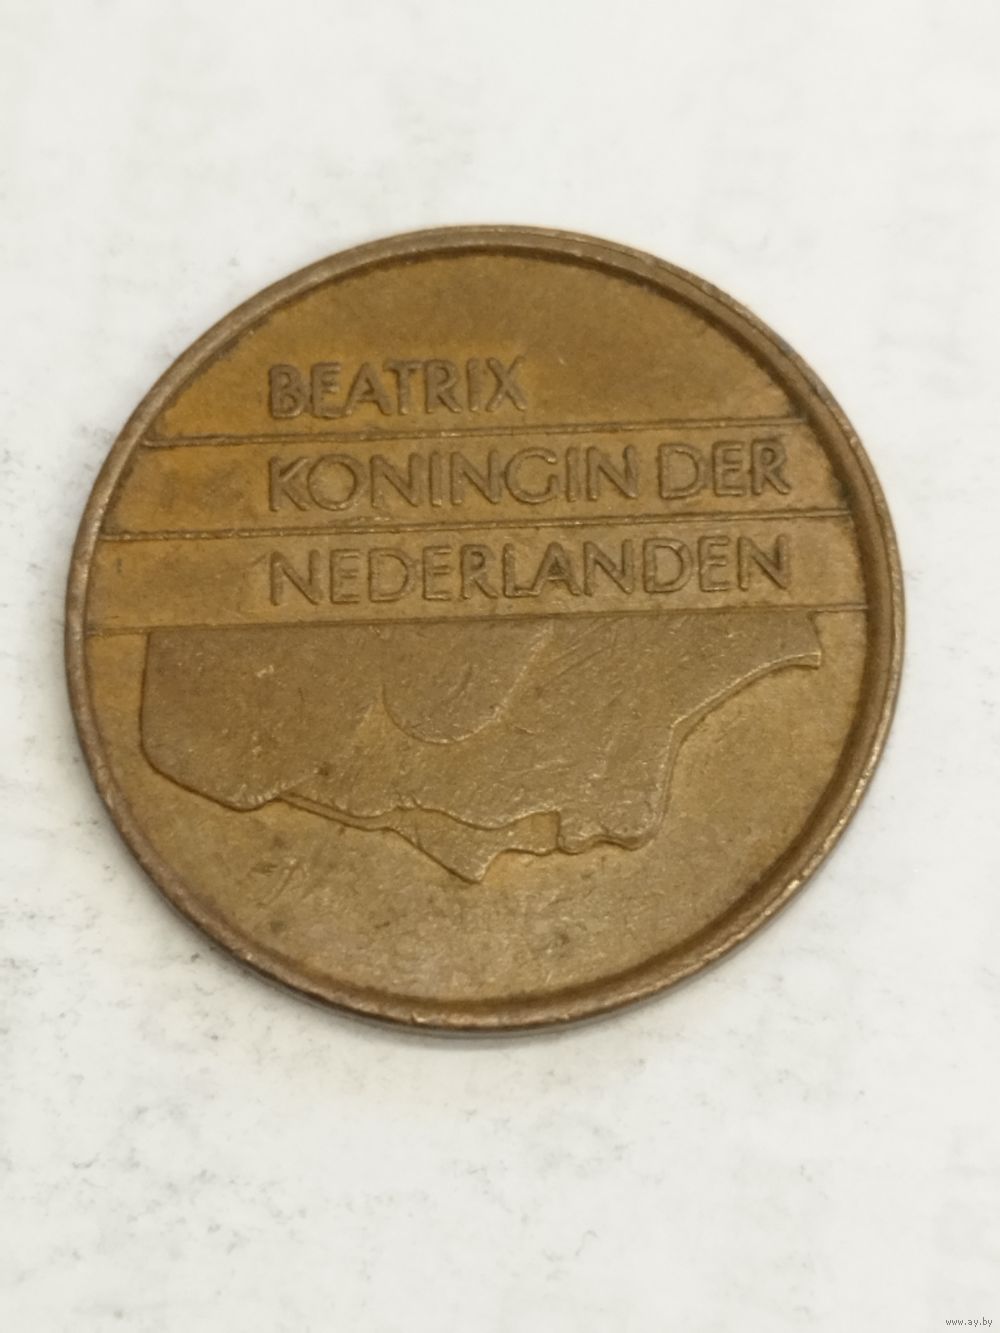 BEATRIX
KONINGIN DER
NEDERLANDEN
www.ay.by